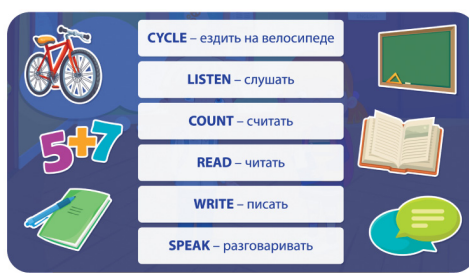 CYCLE – ездить на велосипеде
LISTEN – слушать
5+7
COUNT – считать
READ – читать
WRITE – писать
SPEAK – разговаривать